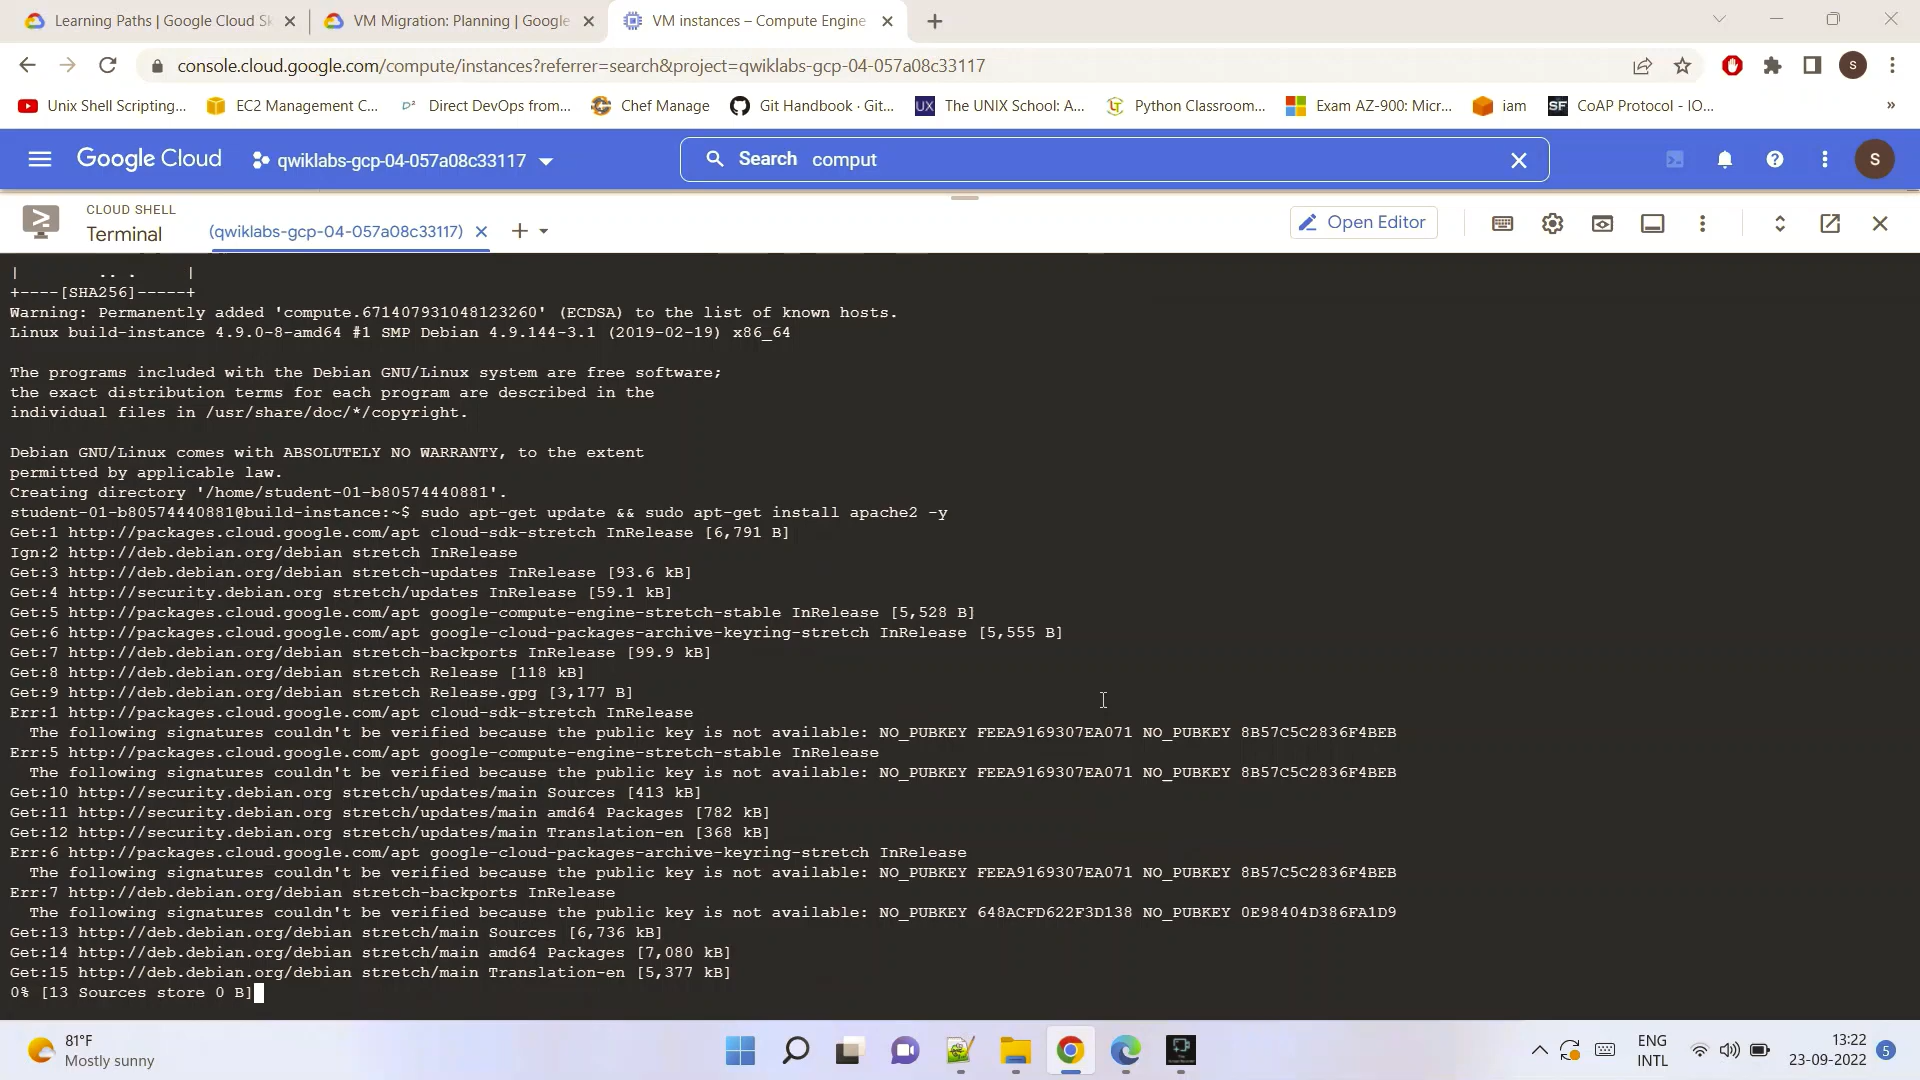 Learning Paths | Google Cloud Sk
VM Migration: Planning | Google
VM instances – Compute Engine
console.cloud.google.com/compute/instances?referrer=search&project=qwiklabs-gcp-04-057a08c33117
S
Unix Shell Scripting...
EC2 Management C...
Direct DevOps from...
Chef Manage
Git Handbook · Git...
The UNIX School: A...
Python Classroom...
Exam AZ-900: Micr...
iam
CoAP Protocol - IO...
»
Google Cloud
qwiklabs-gcp-04-057a08c33117
Search comput
S
CLOUD SHELL
Terminal
(qwiklabs-gcp-04-057a08c33117)
Open Editor
|         .. .      |
+----[SHA256]-----+
Warning: Permanently added 'compute.671407931048123260' (ECDSA) to the list of known hosts.
Linux build-instance 4.9.0-8-amd64 #1 SMP Debian 4.9.144-3.1 (2019-02-19) x86_64
The programs included with the Debian GNU/Linux system are free software;
the exact distribution terms for each program are described in the
individual files in /usr/share/doc/*/copyright.
Debian GNU/Linux comes with ABSOLUTELY NO WARRANTY, to the extent
permitted by applicable law.
Creating directory '/home/student-01-b80574440881'.
student-01-b80574440881@build-instance:~$ sudo apt-get update && sudo apt-get install apache2 -y
Get:1 http://packages.cloud.google.com/apt cloud-sdk-stretch InRelease [6,791 B]
Ign:2 http://deb.debian.org/debian stretch InRelease
Get:3 http://deb.debian.org/debian stretch-updates InRelease [93.6 kB]
Get:4 http://security.debian.org stretch/updates InRelease [59.1 kB]
Get:5 http://packages.cloud.google.com/apt google-compute-engine-stretch-stable InRelease [5,528 B]
Get:6 http://packages.cloud.google.com/apt google-cloud-packages-archive-keyring-stretch InRelease [5,555 B]
Get:7 http://deb.debian.org/debian stretch-backports InRelease [99.9 kB]
Get:8 http://deb.debian.org/debian stretch Release [118 kB]
Get:9 http://deb.debian.org/debian stretch Release.gpg [3,177 B]
Err:1 http://packages.cloud.google.com/apt cloud-sdk-stretch InRelease
The following signatures couldn't be verified because the public key is not available: NO_PUBKEY FEEA9169307EA071 NO_PUBKEY 8B57C5C2836F4BEB
Err:5 http://packages.cloud.google.com/apt google-compute-engine-stretch-stable InRelease
The following signatures couldn't be verified because the public key is not available: NO_PUBKEY FEEA9169307EA071 NO_PUBKEY 8B57C5C2836F4BEB
Get:10 http://security.debian.org stretch/updates/main Sources [413 kB]
Get:11 http://security.debian.org stretch/updates/main amd64 Packages [782 kB]
Get:12 http://security.debian.org stretch/updates/main Translation-en [368 kB]
Err:6 http://packages.cloud.google.com/apt google-cloud-packages-archive-keyring-stretch InRelease
The following signatures couldn't be verified because the public key is not available: NO_PUBKEY FEEA9169307EA071 NO_PUBKEY 8B57C5C2836F4BEB
Err:7 http://deb.debian.org/debian stretch-backports InRelease
The following signatures couldn't be verified because the public key is not available: NO_PUBKEY 648ACFD622F3D138 NO_PUBKEY 0E98404D386FA1D9
Get:13 http://deb.debian.org/debian stretch/main Sources [6,736 kB]
Get:14 http://deb.debian.org/debian stretch/main amd64 Packages [7,080 kB]
Get:15 http://deb.debian.org/debian stretch/main Translation-en [5,377 kB]
0% [13 Sources store 0 B]
81°F
Mostly sunny
ENG
INTL
13:22
23-09-2022
5